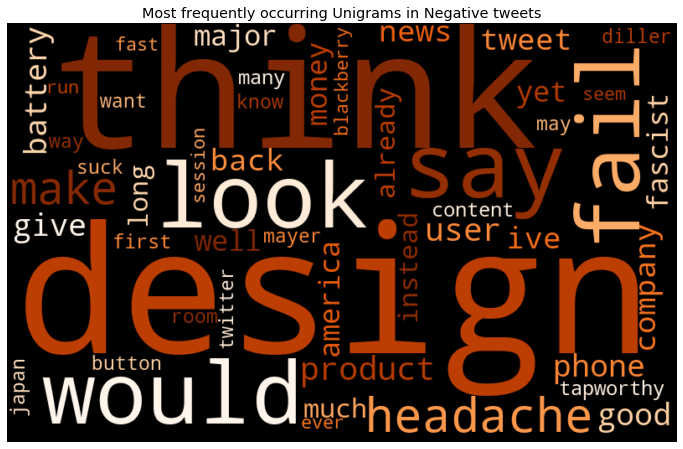 Most frequently occurring Unigrams in Negative tweets
battery
fast
think
major
news
tweet
diller
many
run
want
know
money
blackberry
yet
seem
fail
way
may
fascist
suck
session
back
already
say
make
long
look
content
give
first
well
mayer
instead
user
ive
company
design
room
twitter
america
japan
button
product
phone
would
much
ever
headache
tapworthy
good